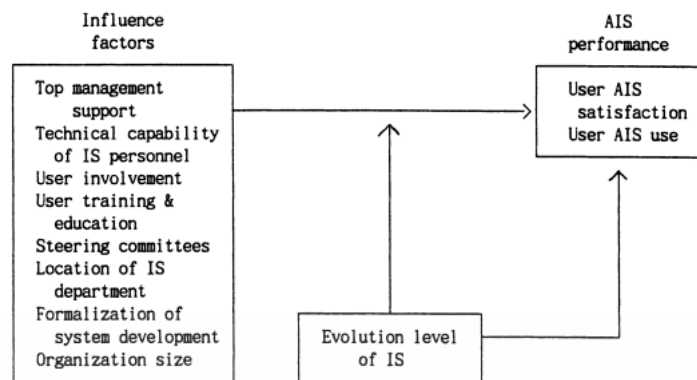 Influence
factors
Top management
support
Technical capability
of IS personnel
User involvement
User training &
education
Steering committees
Location of IS
department
Formalization of
system development
Organization size
AIS
performance
User AIS
satisfaction
User AIS use
Evolution level
of IS